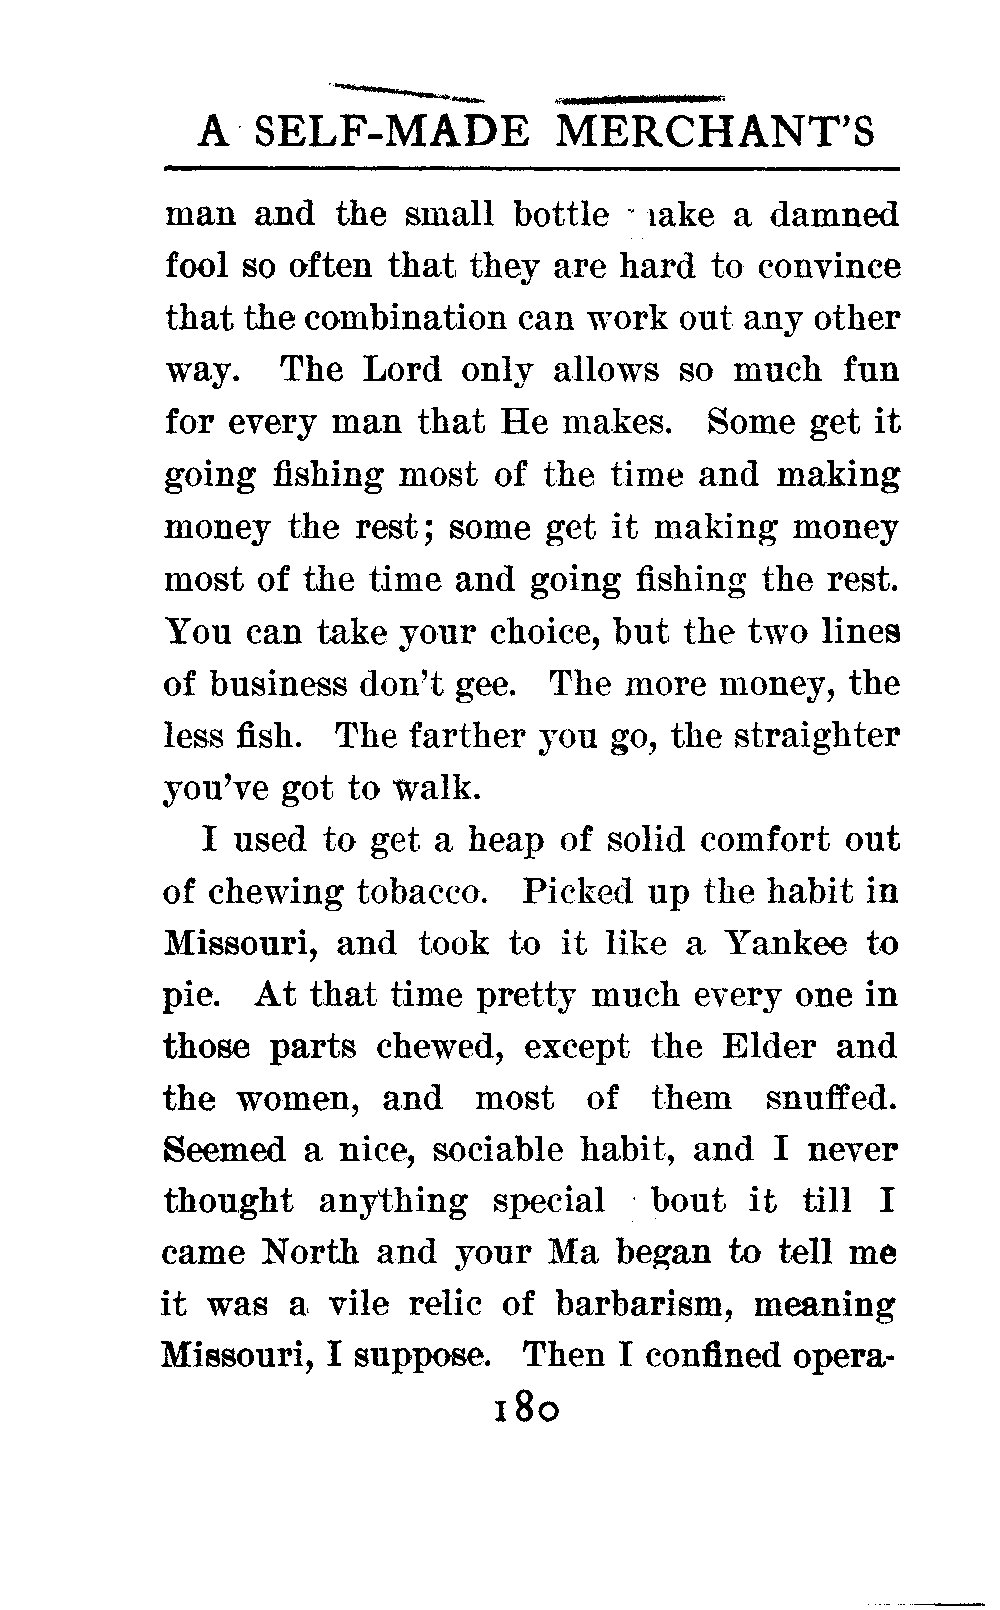 A SELF-MADE MERCHANT'S
man and the small bottle make a damned
fool so often that they are hard to convince
that the combination can work out any other
way. The Lord only allows so much fun
for every man that He makes. Some get it
going fishing most of the time and making
money the rest; some get it making money
most of the time and going fishing the rest.
You can take your choice, but the two lines
of business don't gee. The more money, the
less fish. The farther you go, the straighter
you've got to walk.
I used to get a heap of solid comfort out
of chewing tobacco. Picked up the habit in
Missouri, and took to it like a Yankee to
pie. At that time pretty much every one in
those parts chewed, except the Elder and
the women, and most of them snuffed.
Seemed a nice, sociable habit, and I never
thought anything special bout it till I
came North and your Ma began to tell me
it was a vile relic of barbarism, meaning
Missouri, I suppose. Then I confined opera-
180